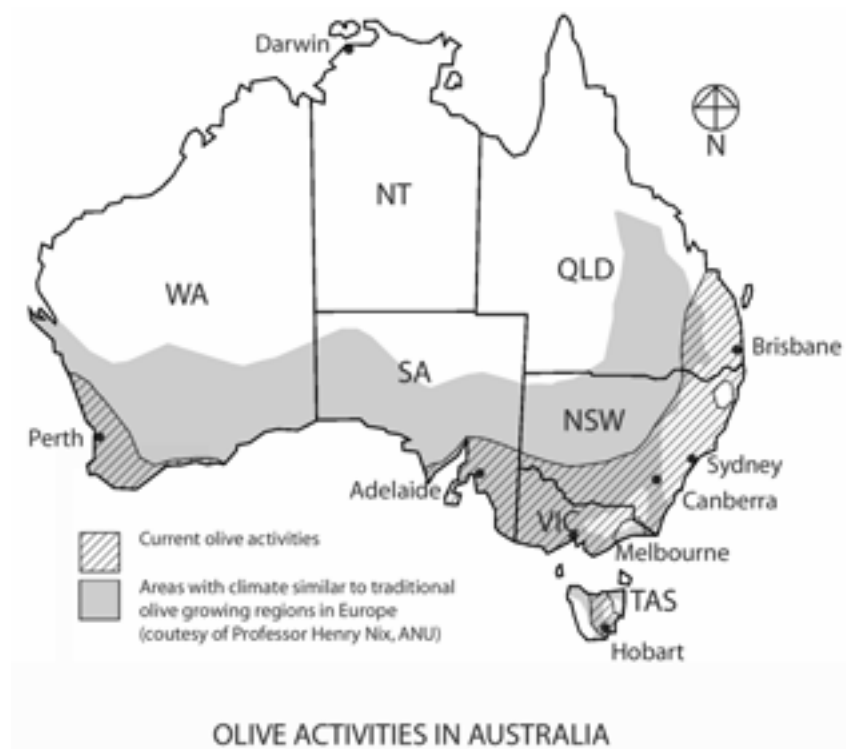 Darwin
N
NT
QLD
WA
Brisbane
SA
NSW
Perth
Sydney
Adelaide
Canberra
VIC
Melbourne
Current olive activities
Areas with climate similar to traditional
olive growing regions in Europe
(coutesy of Professor Henry Nix, ANU)
TAS
Hobart
OLIVE ACTIVITIES IN AUSTRALIA